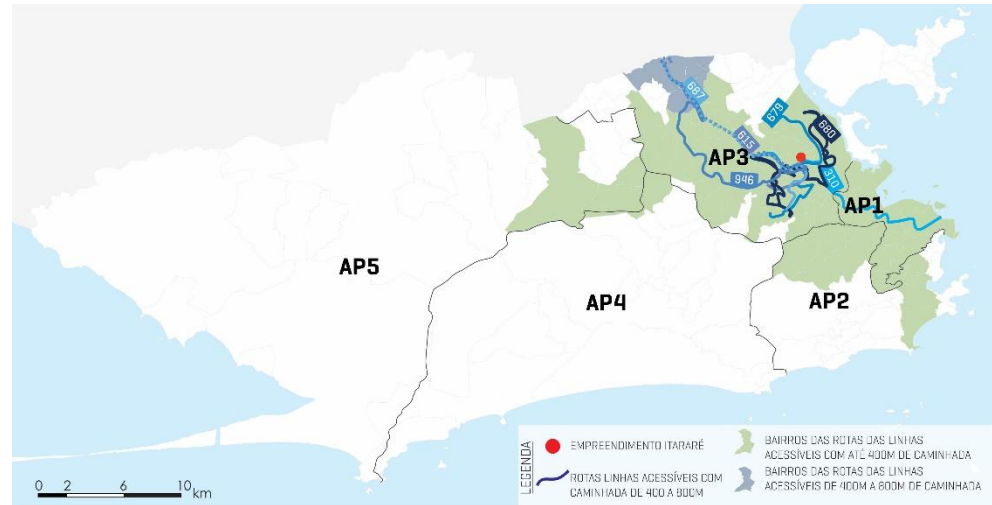 687
679
680
615
AP3
946
310
AP1
AP5
AP4
AP2
LEGENDA
EMPREENDIMENTO ITARARÉ
ROTAS LINHAS ACESSÍVEIS COM
CAMINHADA DE 400 A 800M
BAIRROS DAS ROTAS DAS LINHAS
ACESSÍVEIS COM ATÉ 400M DE CAMINHADA
BAIRROS DAS ROTAS DAS LINHAS
ACESSÍVEIS DE 400M A 800M DE CAMINHADA
0 2 6 10 km